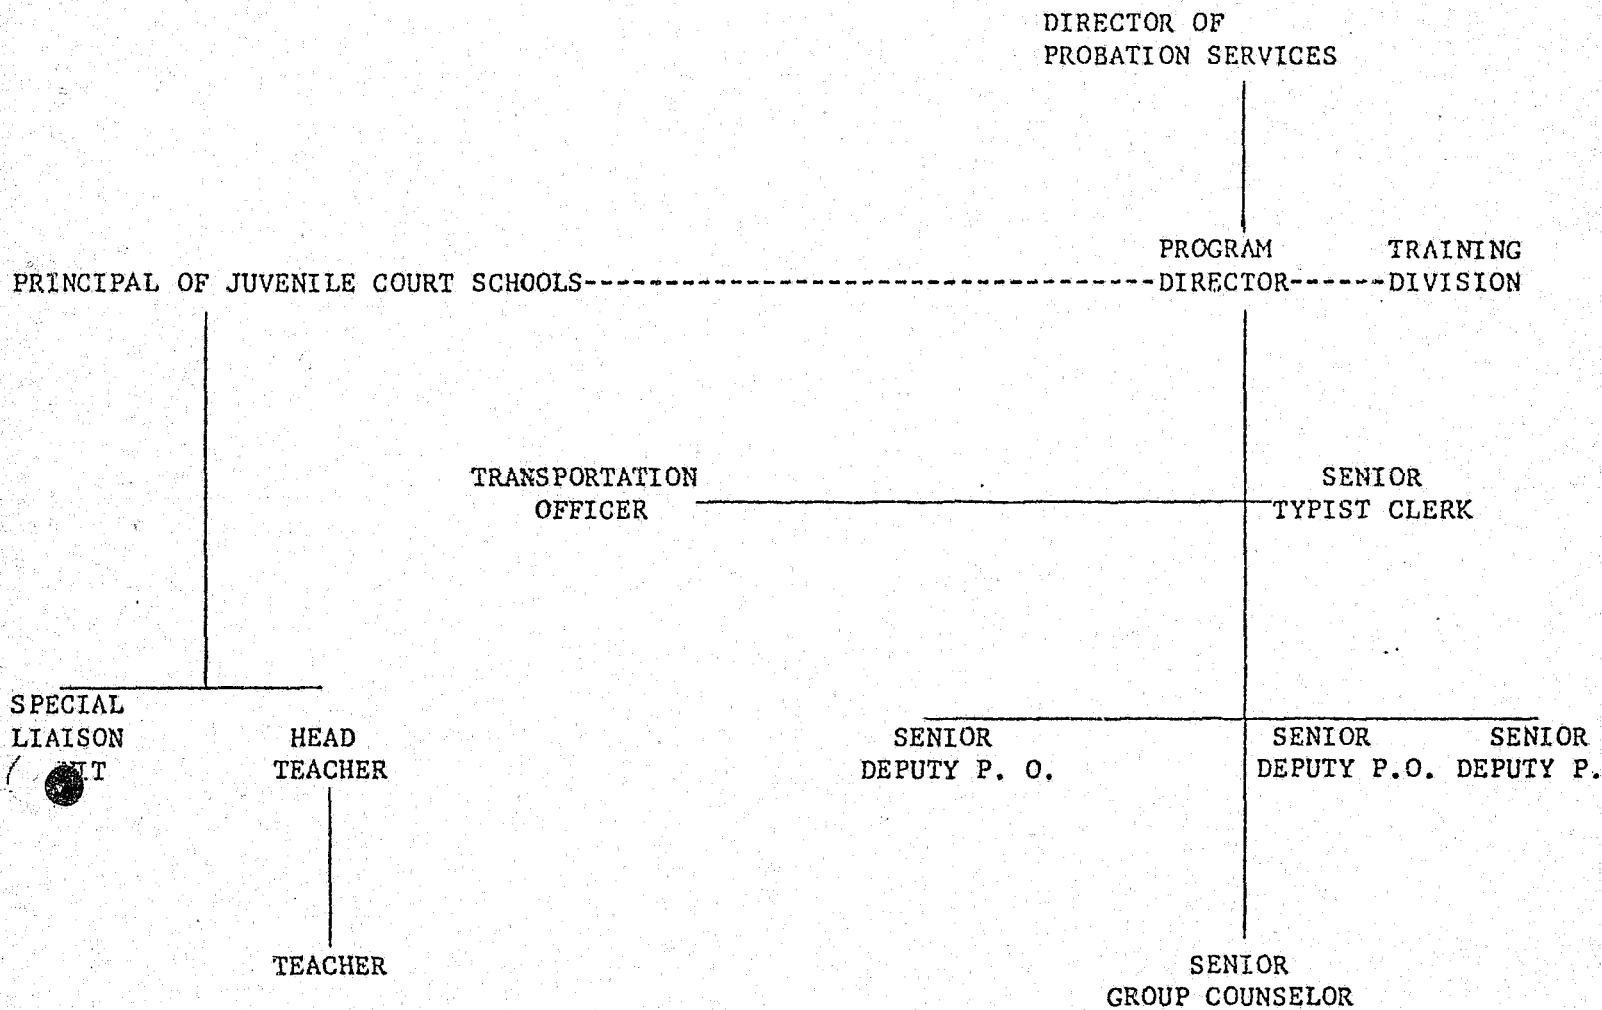 DIRECTOR OF
PROBATION SERVICES
PROGRAM TRAINING
PRINCIPAL OF JUVENILE COURT SCHOOLS-----------------------------------DIRECTOR------DIVISION
TRANSPORTATION SENIOR
OFFICER TYPIST CLERK
SPECIAL
LIAISON HEAD SENIOR SENIOR SENIOR
TEACHER DEPUTY P. O. DEPUTY P.O. DEPUTY P.
TEACHER SENIOR
GROUP COUNSELOR